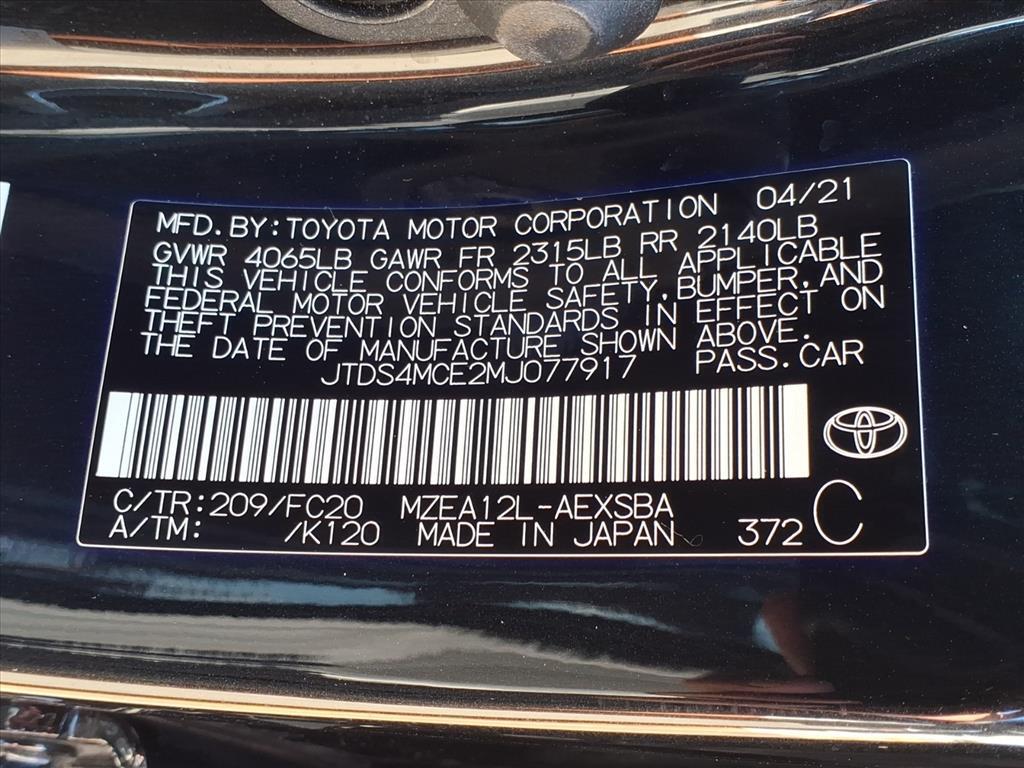 MFD. BY: TOYOTA MOTOR CORPORATION 04/21
GVWR 4065LB GAWR FR 2315LB RR 2140LB
THIS VEHICLE CONFORMS TO ALL APPLICABLE
FEDERAL MOTOR VEHICLE SAFETY, BUMPER, AND
THEFT PREVENTION STANDARDS IN EFFECT ON
THE DATE OF MANUFACTURE SHOWN ABOVE.
JTDS4MCE2MJ077917 PASS. CAR
C/TR: 209/FC20 MZEA12L-AEXSBA
A/TM: /K120 MADE IN JAPAN 372 C